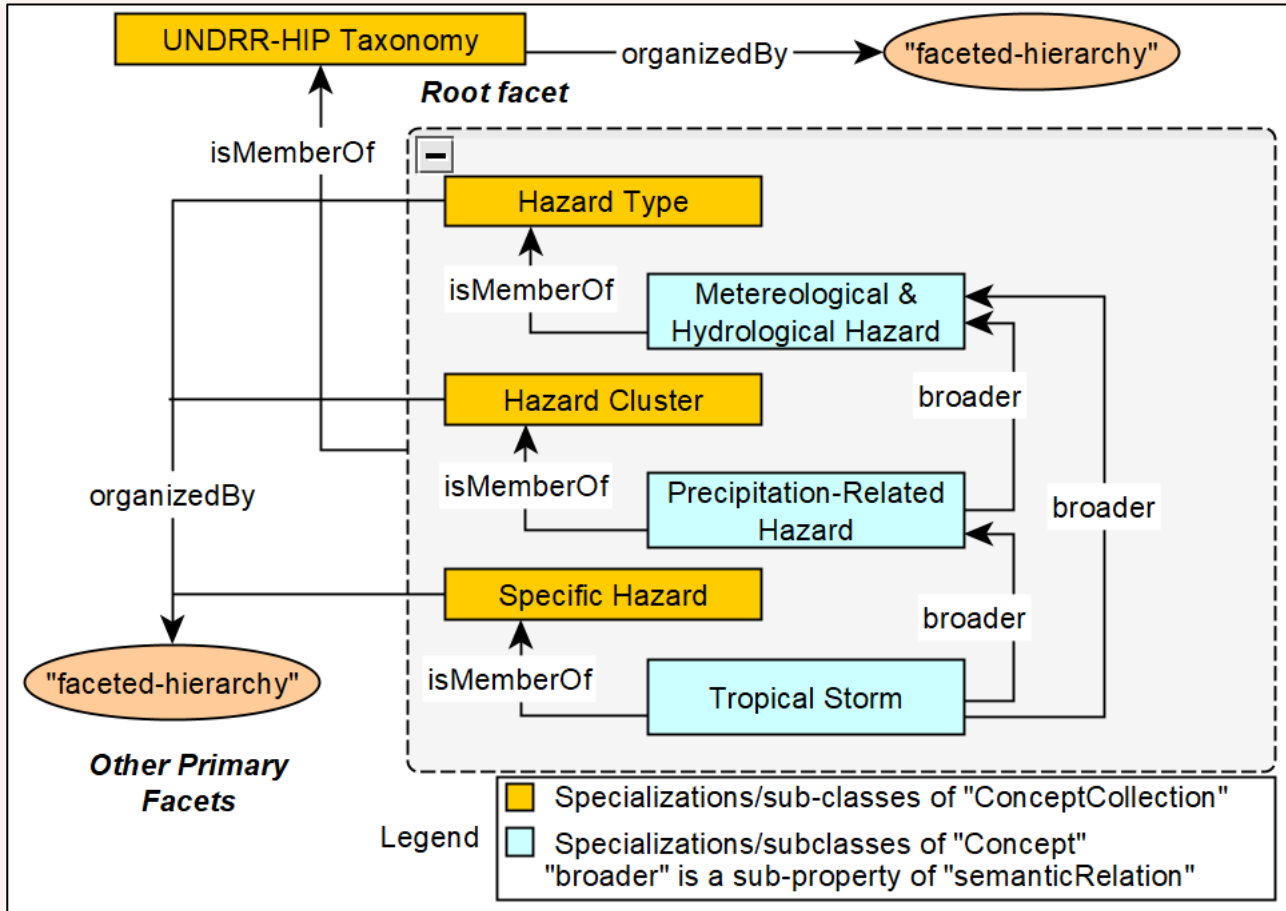 UNDRR-HIP Taxonomy
organizedBy
"faceted-hierarchy"
Root facet
isMemberOf
Hazard Type
isMemberOf
Metereological &
Hydrological Hazard
Hazard Cluster
broader
isMemberOf
organizedBy
Precipitation-Related
Hazard
broader
Specific Hazard
broader
isMemberOf
"faceted-hierarchy"
Tropical Storm
Other Primary
Facets
Legend
Specializations/sub-classes of "ConceptCollection"
Specializations/subclasses of "Concept"
"broader" is a sub-property of "semanticRelation"